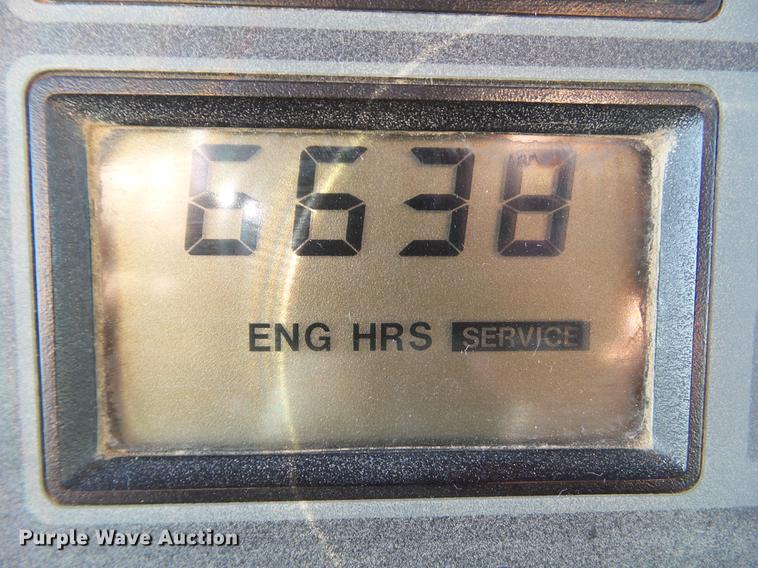 6638
ENG HRS SERVICE
Purple Wave Auction